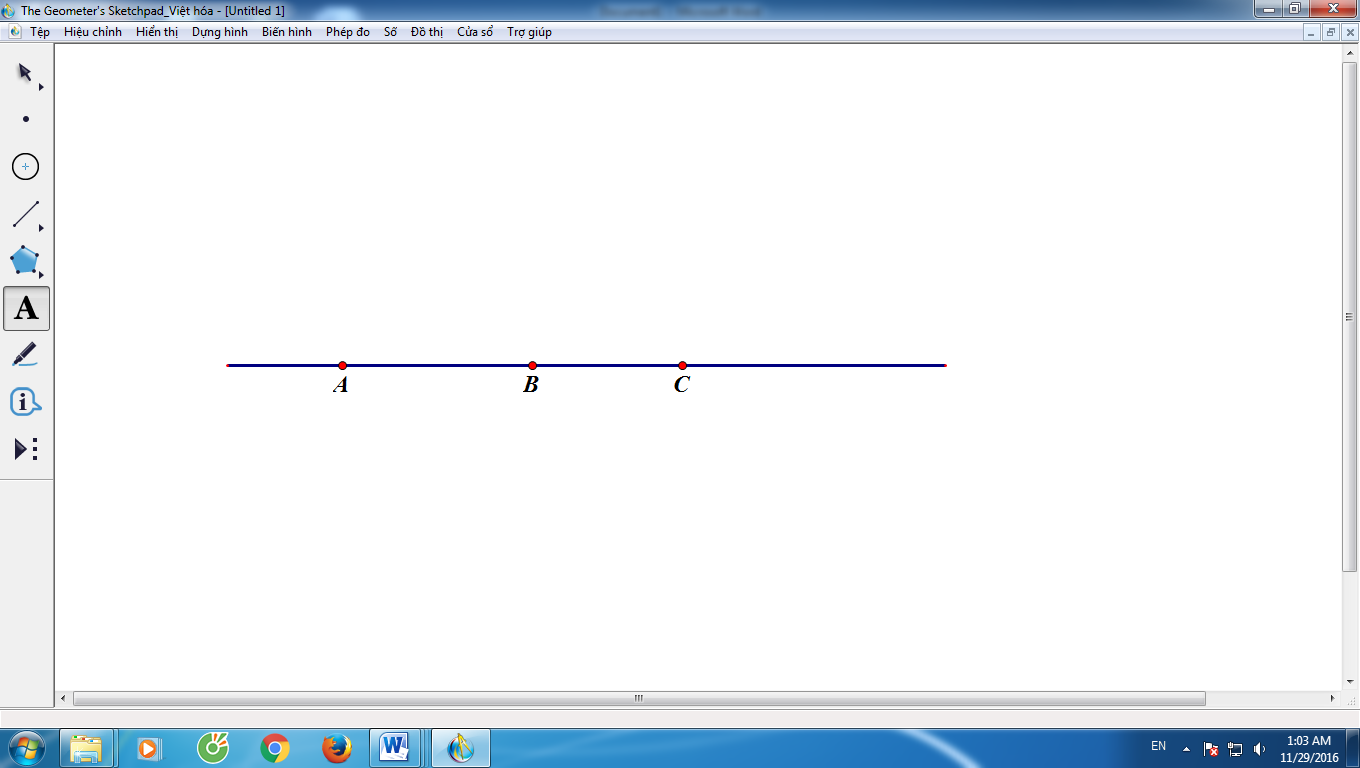 The Geometer's Sketchpad_Việt hóa - [Untitled 1]
Tệp Hiệu chỉnh Hiển thị Dựng hình Biến hình Phép đo Số Đồ thị Cửa sổ Trợ giúp
A
A B C
EN
1:03 AM
11/29/2016